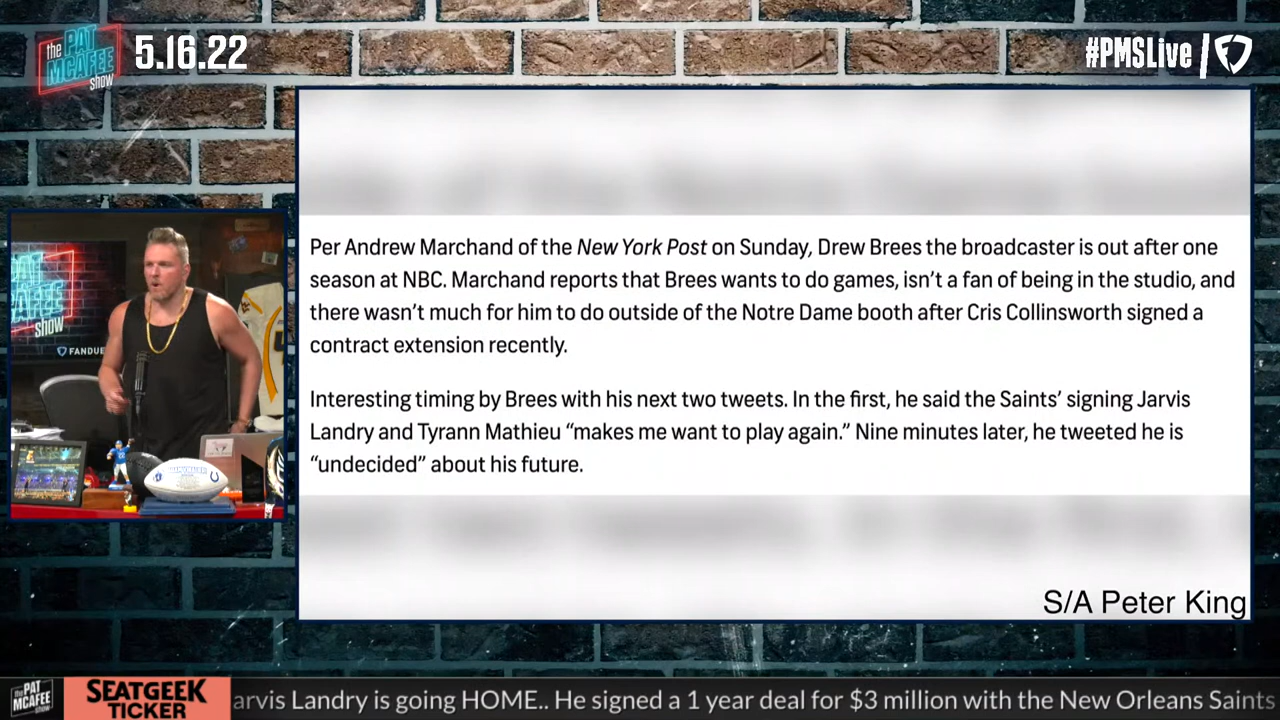 the PAT MCAFEE show
5.16.22
#PMSLive
Per Andrew Marchand of the New York Post on Sunday, Drew Brees the broadcaster is out after one
season at NBC. Marchand reports that Brees wants to do games, isn't a fan of being in the studio, and
there wasn't much for him to do outside of the Notre Dame booth after Cris Collinsworth signed a
contract extension recently.
Interesting timing by Brees with his next two tweets. In the first, he said the Saints' signing Jarvis
Landry and Tyrann Mathieu “makes me want to play again.” Nine minutes later, he tweeted he is
“undecided” about his future.
show
FANDUE
S/A Peter King
the PAT MCAFEE show
SEATGEEK
TICKER
arvis Landry is going HOME.. He signed a 1 year deal for $3 million with the New Orleans Saints